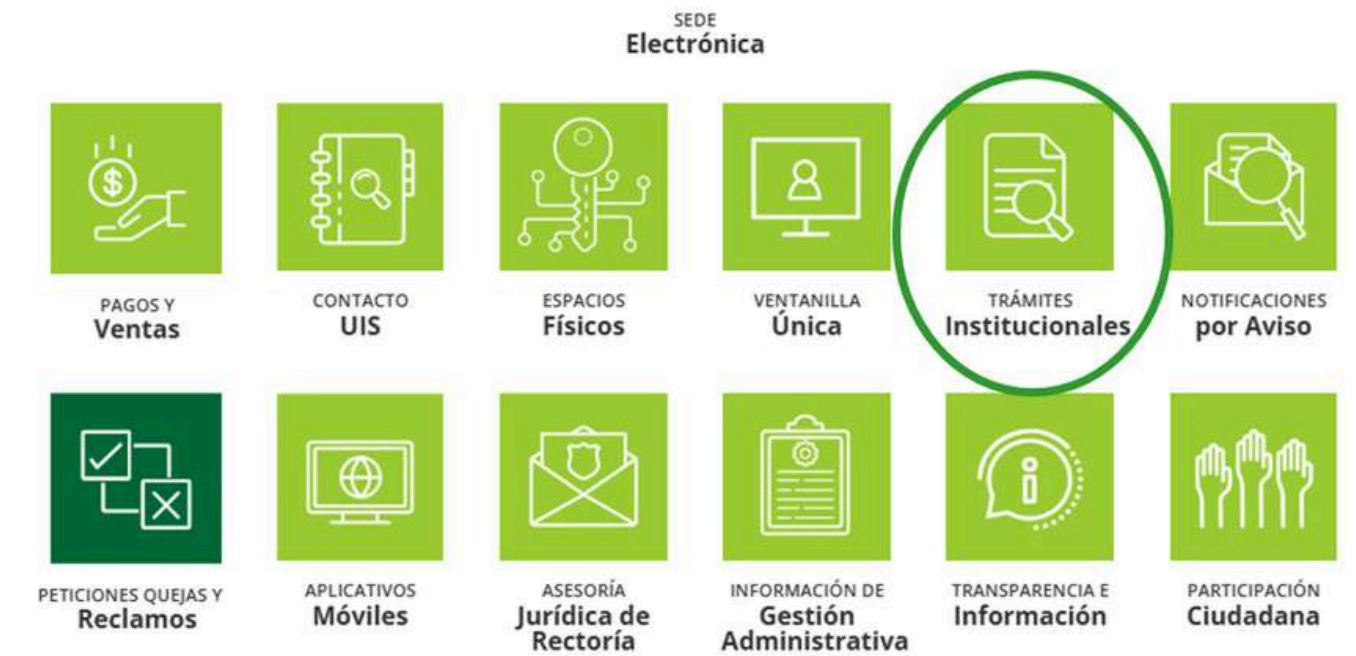 SEDE
Electrónica
PAGOS Y
Ventas
CONTACTO
UIS
ESPACIOS
Físicos
VENTANILLA
Única
TRÁMITES
Institucionales
NOTIFICACIONES
por Aviso
PETICIONES QUEJAS Y
Reclamos
APLICATIVOS
Móviles
ASESORÍA
Jurídica de
Rectoría
INFORMACIÓN DE
Gestión
Administrativa
TRANSPARENCIA E
Información
PARTICIPACIÓN
Ciudadana